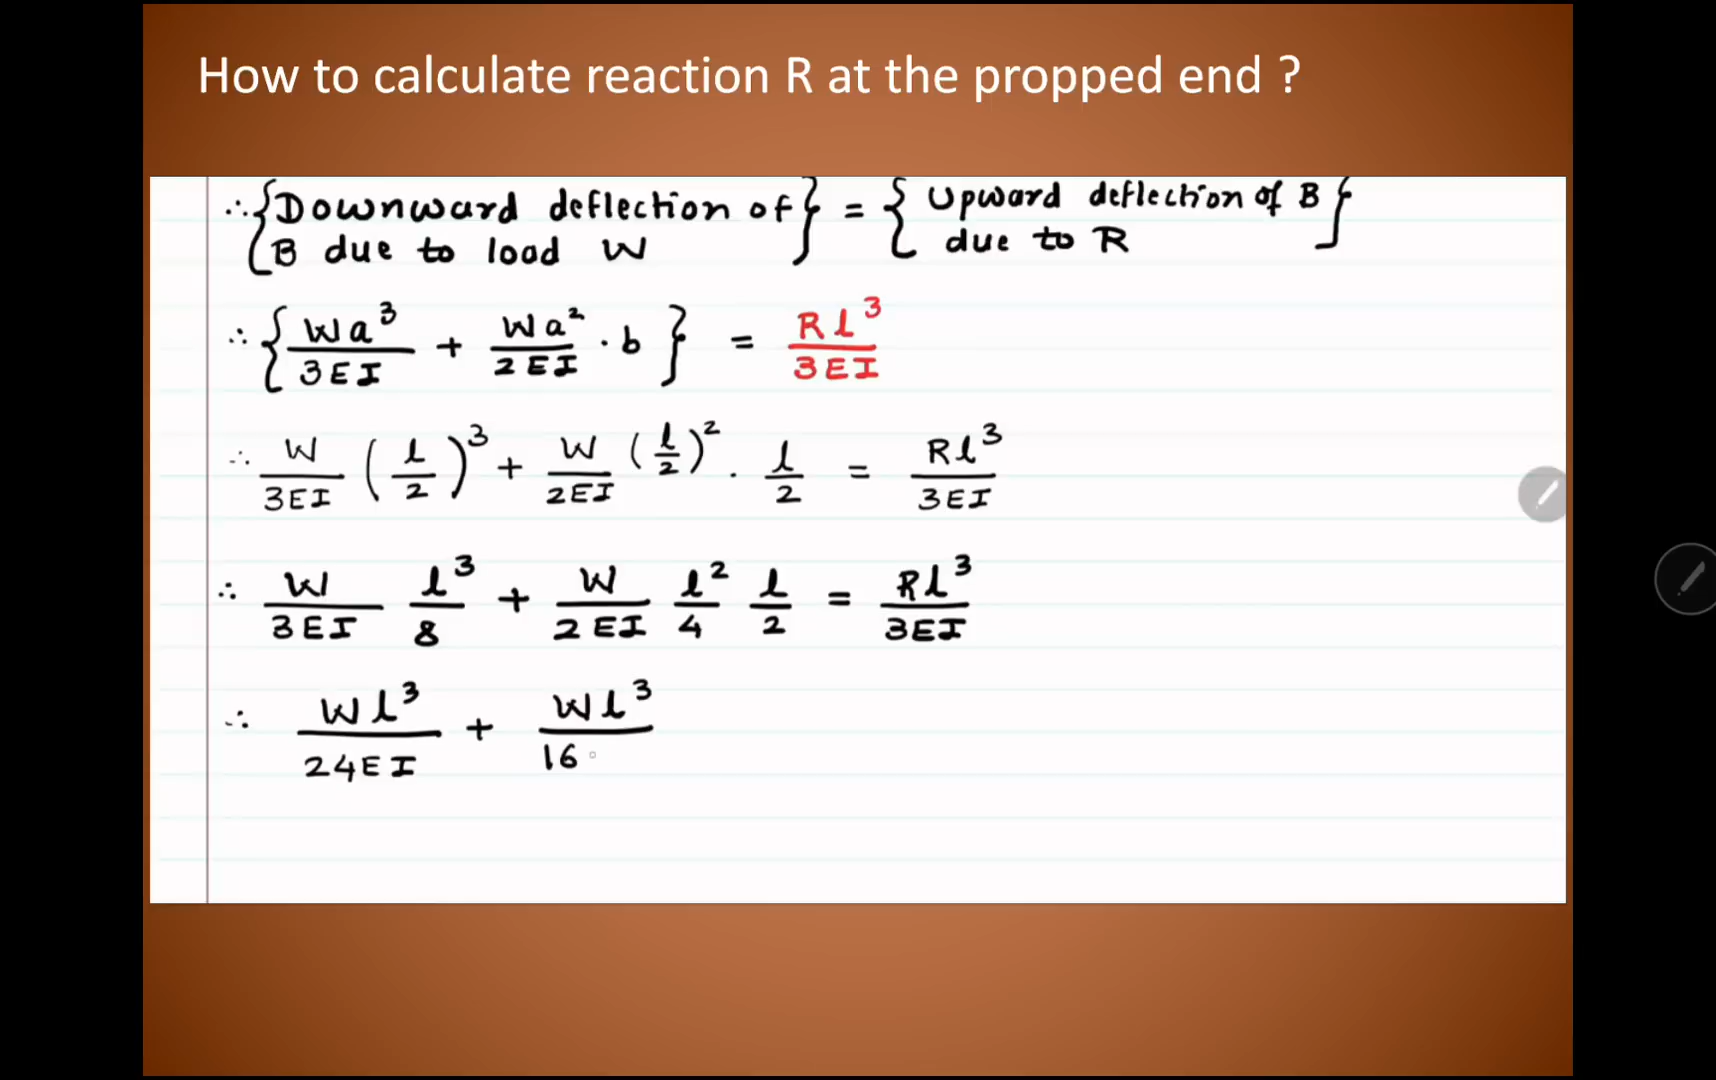 How to calculate reaction R at the propped end ?
∴ {Downward deflection of B due to load W} = {Upward deflection of B due to R}
∴ {Wa³/3EI + Wa²/2EI · b} = Rl³/3EI
∴ W/3EI (l/2)³ + W/2EI (l/2)² · l/2 = Rl³/3EI
∴ W/3EI l³/8 + W/2EI l²/4 l/2 = Rl³/3EI
∴ Wl³/24EI + Wl³/16